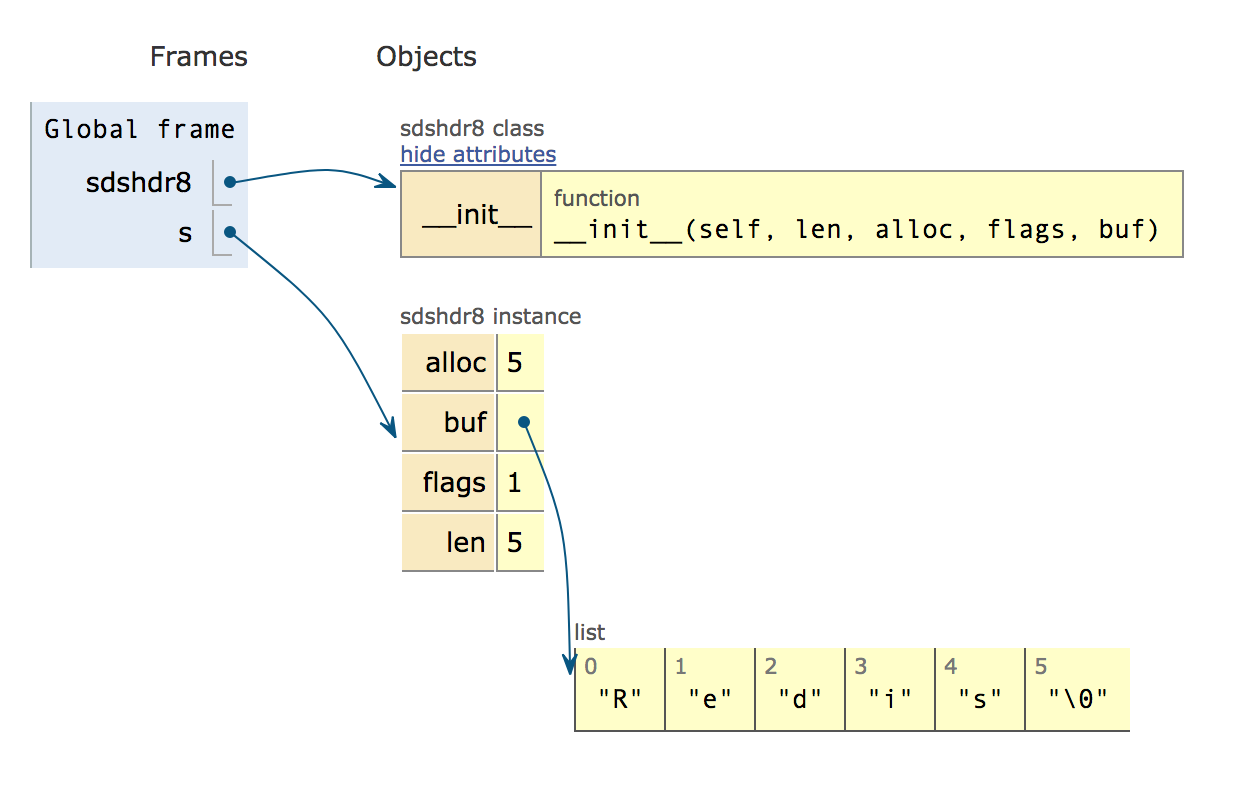 Frames Objects
Global frame
sdshdr8
s
sdshdr8 class
hide attributes
__init__
function
__init__(self, len, alloc, flags, buf)
sdshdr8 instance
alloc 5
buf
flags 1
len 5
list
0 1 2 3 4 5
"R" "e" "d" "i" "s" "\0"